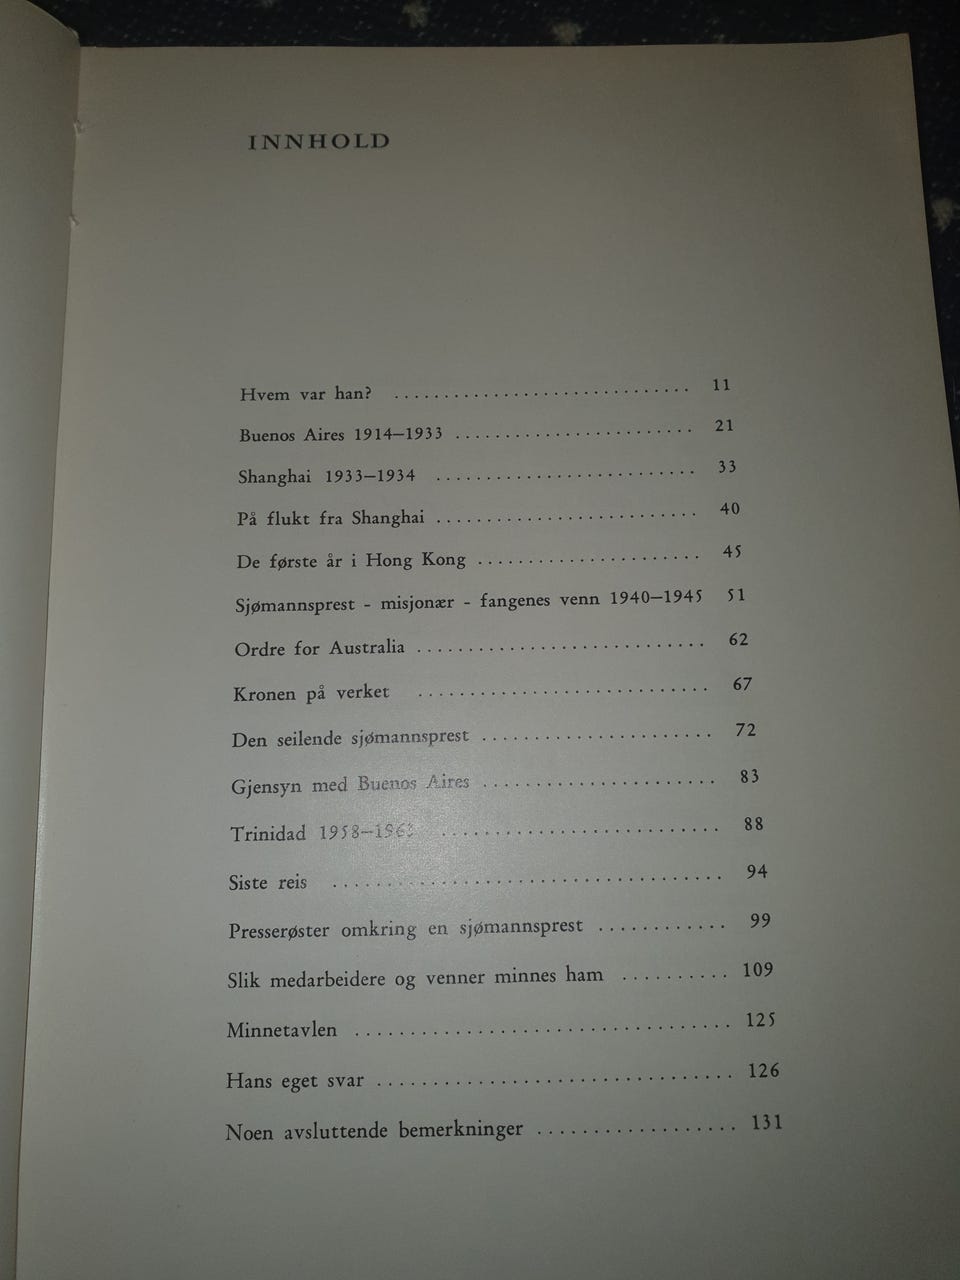 INNHOLD
Hvem var han? .............................. 11
Buenos Aires 1914—1933 ........................ 21
Shanghai 1933—1934 .......................... 33
På flukt fra Shanghai .......................... 40
De første år i Hong Kong ...................... 45
Sjømannsprest - misjonær - fangenes venn 1940—1945 51
Ordre for Australia ............................ 62
Kronen på verket ............................. 67
Den seilende sjømannsprest ....................... 72
Gjensyn med Buenos Aires ....................... 83
Trinidad ........................... 88
Siste reis ...................................... 94
Presserøster omkring en sjømannsprest ............ 99
Slik medarbeidere og venner minnes ham .......... 109
Minnetavlen .................................. 125
Hans eget svar ................................ 126
Noen avsluttende bemerkninger .................. 131